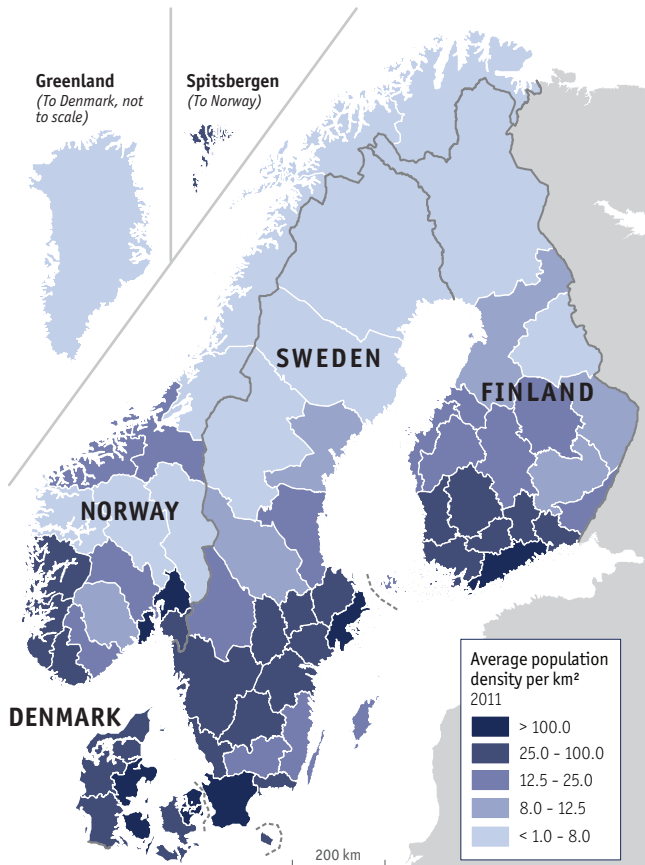 Greenland
(To Denmark, not
to scale)
Spitsbergen
(To Norway)
SWEDEN
FINLAND
NORWAY
DENMARK
Average population
density per km²
2011
> 100.0
25.0 - 100.0
12.5 - 25.0
8.0 - 12.5
< 1.0 - 8.0
200 km